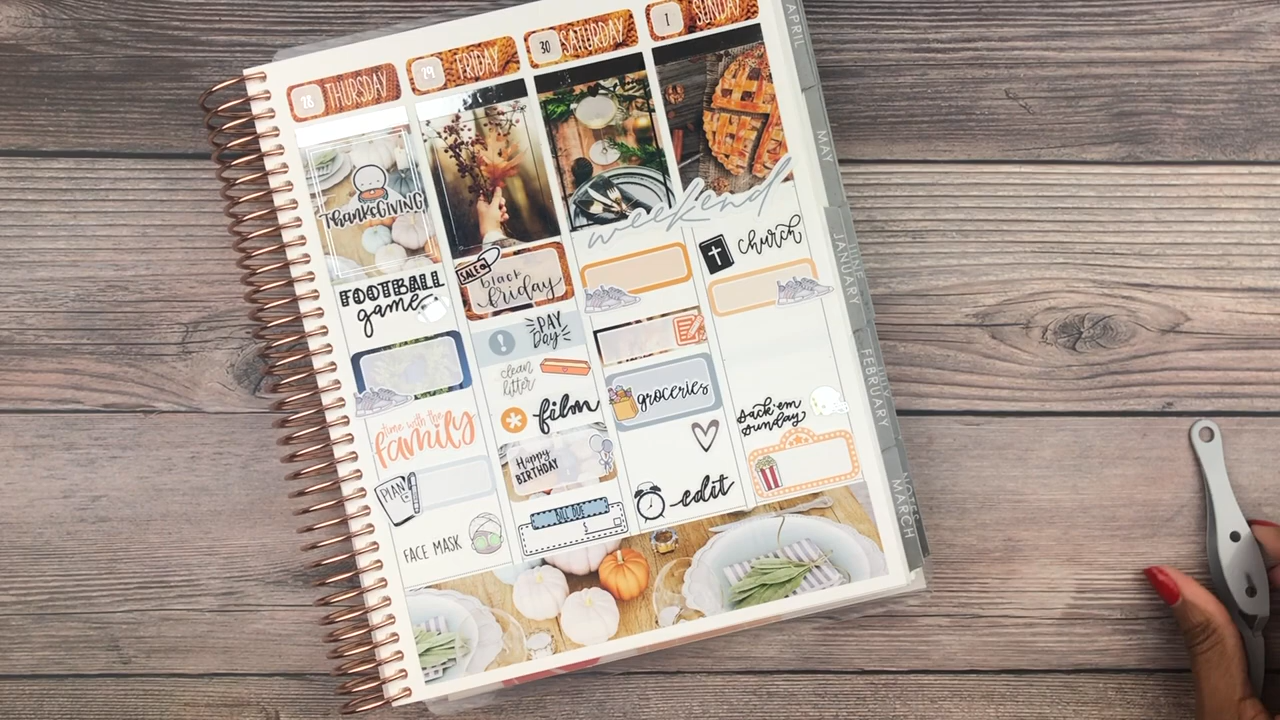 28 THURSDAY
29 FRIDAY
30 SATURDAY
1 SUNDAY
THANKSGIVING
FOOTBALL
game
time with the
family
PLAN
FACE MASK
SALE
black
friday
PAY
DAY
clean
litter
film
Happy
BIRTHDAY
BILL DUE
$
weekend
groceries
edit
church
sack 'em
sunday
APRIL
MAY
JUNE
JANUARY
FEBRUARY
NOTES
MARCH